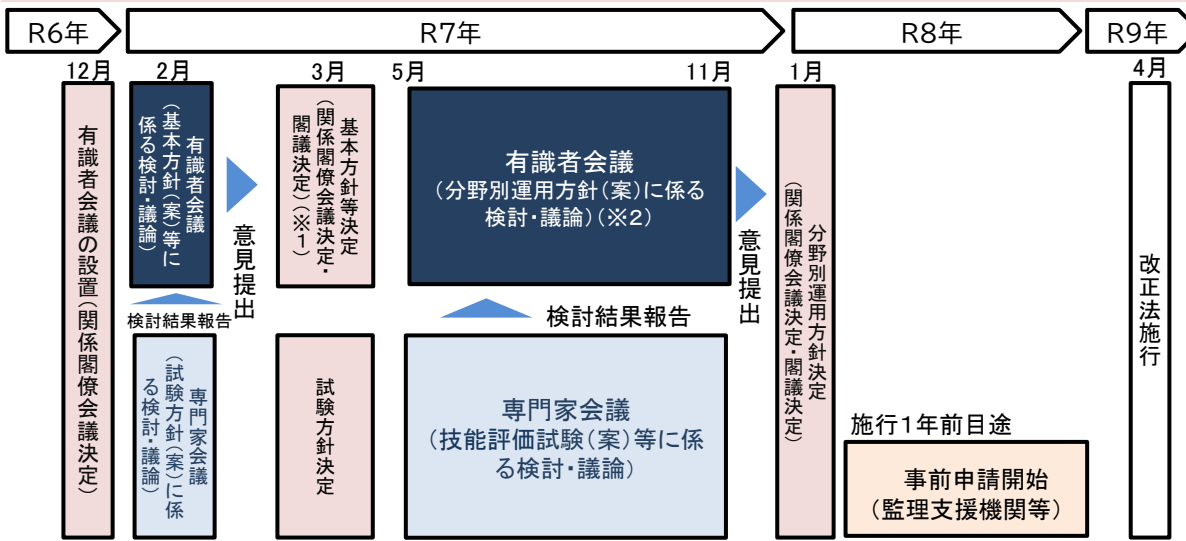 R6年
R7年
R8年
R9年
12月
2月
3月
5月
11月
1月
4月
有識者会議の設置(関係閣僚会議決定)
有識者会議
(基本方針(案)等に
係る検討・議論)
意見提出
検討結果報告
専門家会議
(試験方針(案)に係
る検討・議論)
基本方針等決定
(関係閣僚会議決定・
閣議決定)(※1)
試験方針決定
有識者会議
(分野別運用方針(案)に係る
検討・議論)(※2)
検討結果報告
専門家会議
(技能評価試験(案)等に係
る検討・議論)
意見提出
分野別運用方針決定
(関係閣僚会議決定・閣議決定)
施行1年前目途
事前申請開始
(監理支援機関等)
改正法施行